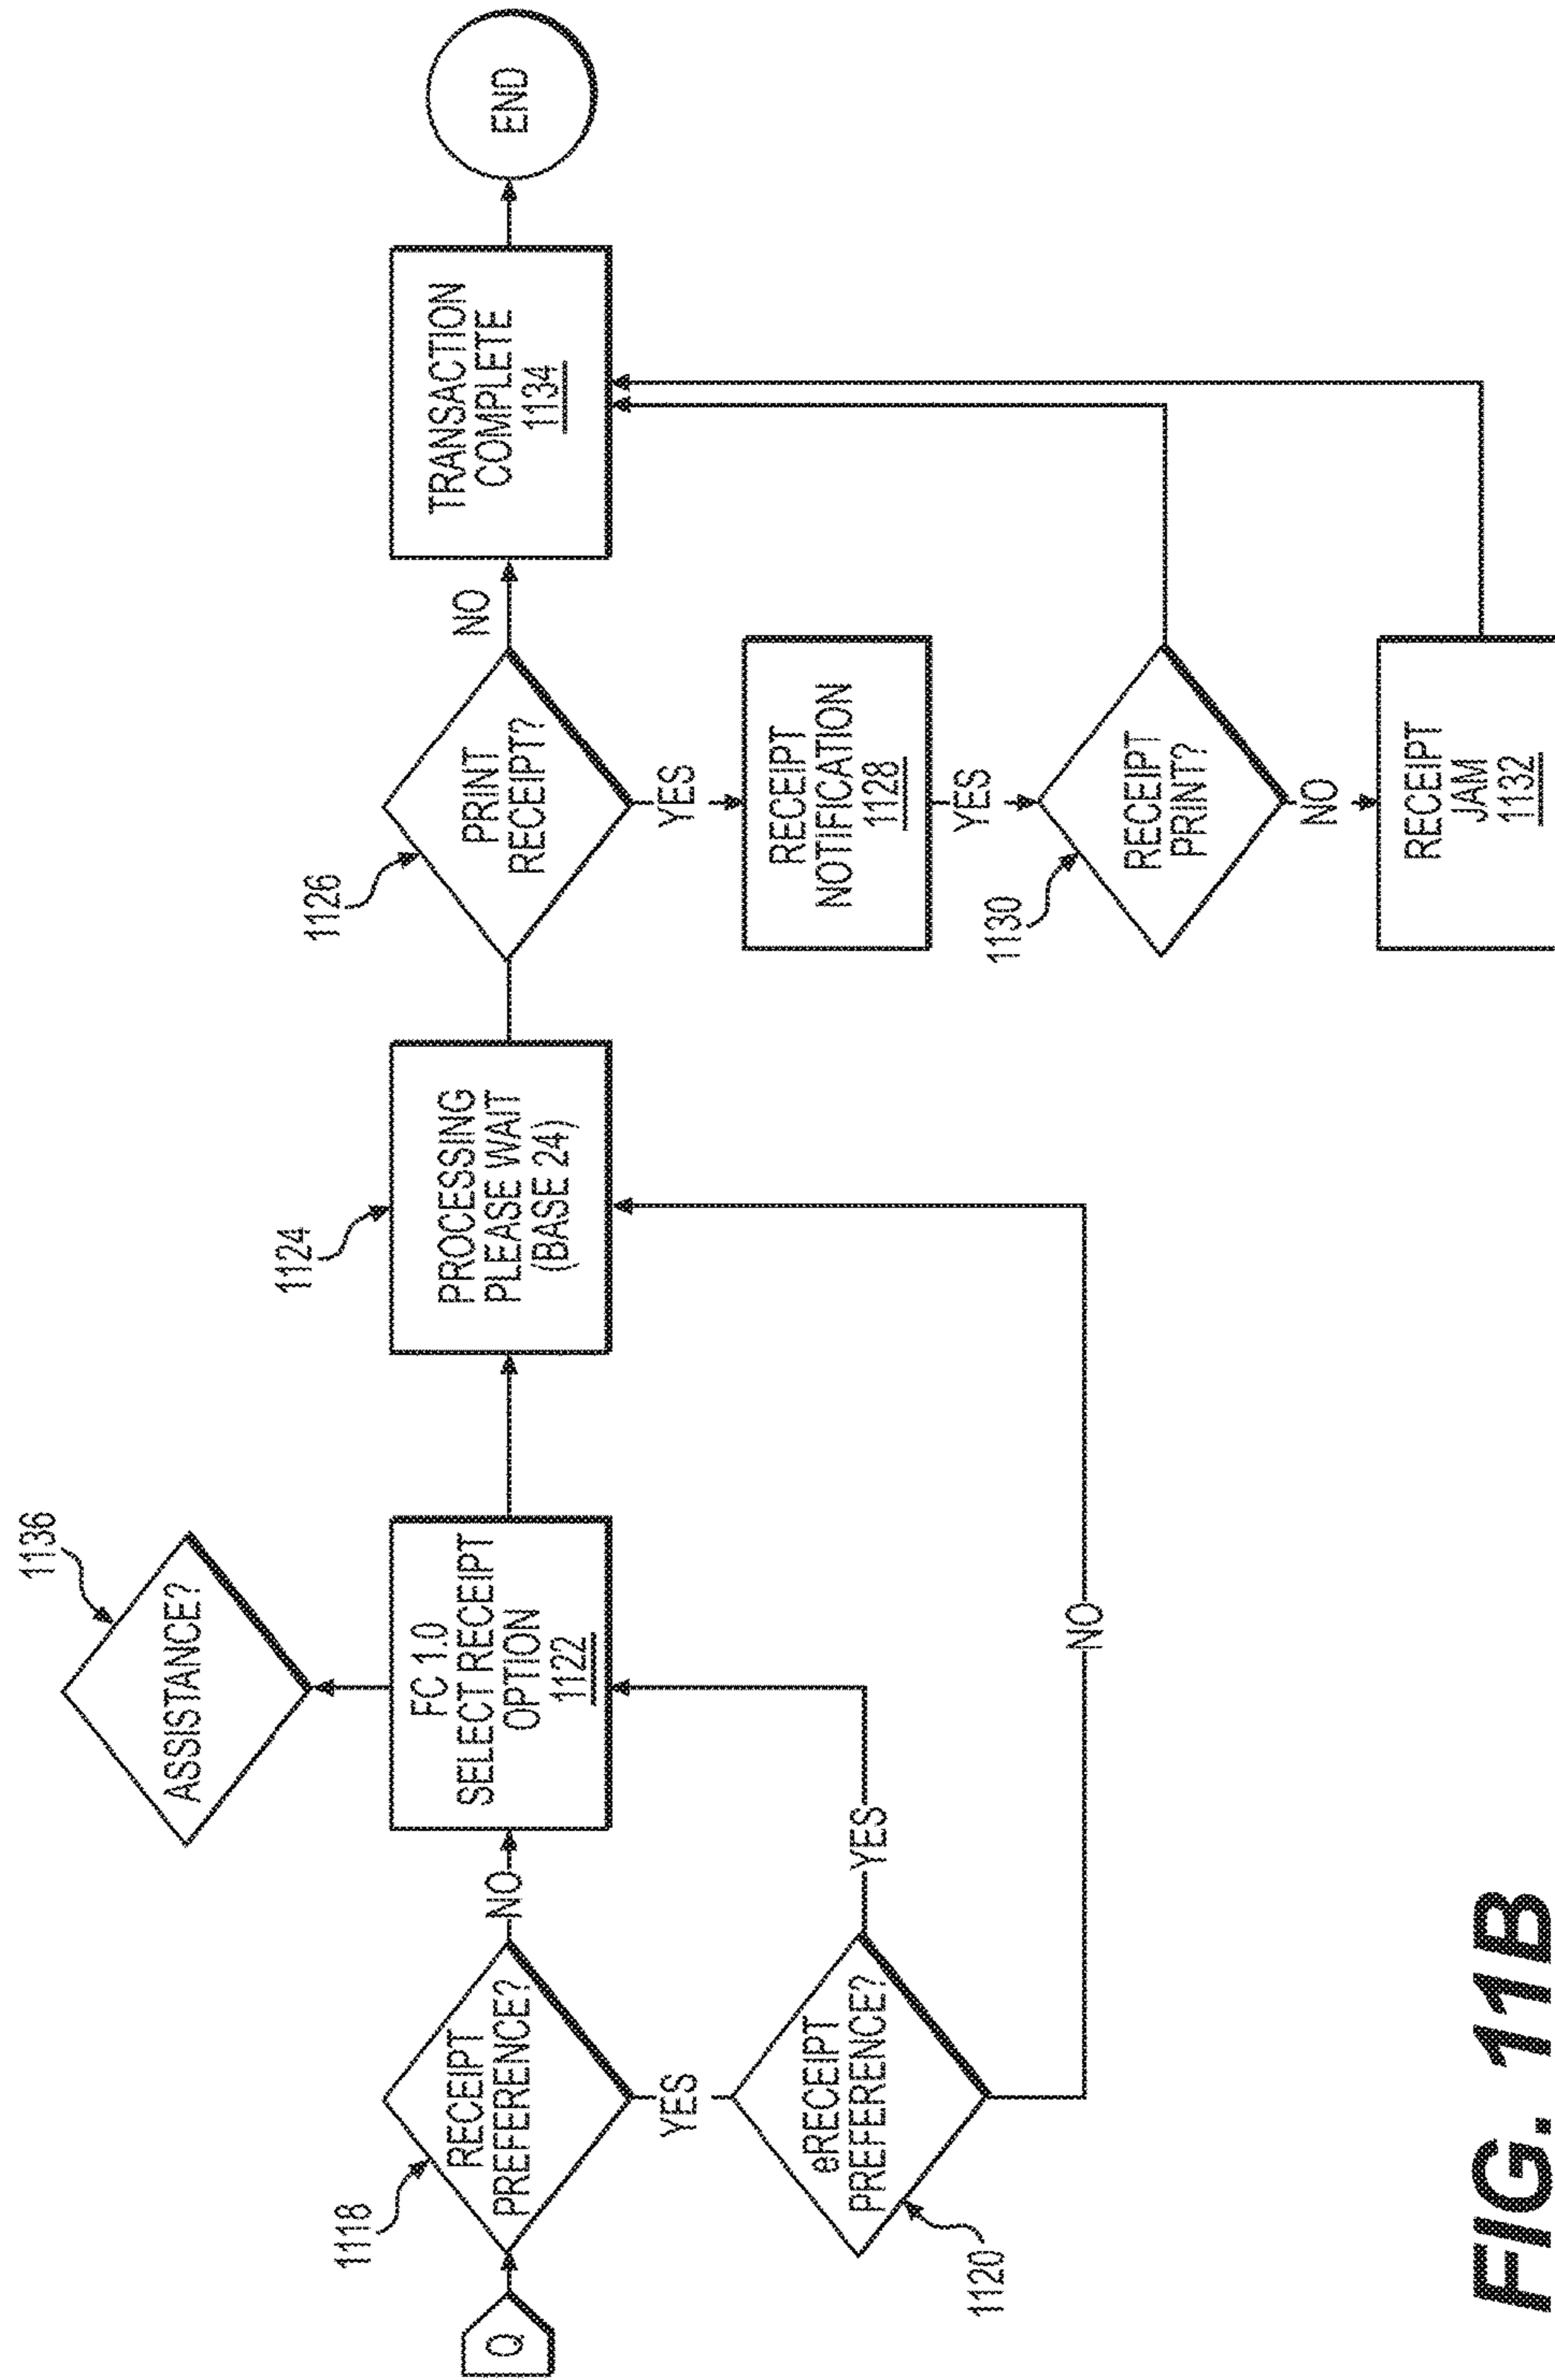 Q
1118
RECEIPT
PREFERENCE?
NO
YES
1120
eRECEIPT
PREFERENCE?
YES
NO
1136
ASSISTANCE?
FC 1.0
SELECT RECEIPT
OPTION
1122
1124
PROCESSING
PLEASE WAIT
(BASE 24)
1126
PRINT
RECEIPT?
NO
YES
RECEIPT
NOTIFICATION
1128
YES
1130
RECEIPT
PRINT?
NO
RECEIPT
JAM
1132
TRANSACTION
COMPLETE
1134
END
FIG. 11B